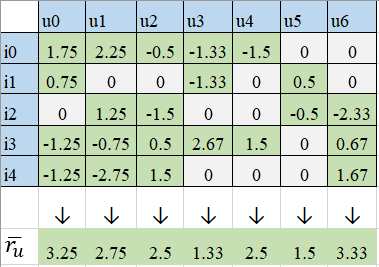 u0 u1 u2 u3 u4 u5 u6
i0 1.75 2.25 -0.5 -1.33 -1.5 0 0
i1 0.75 0 0 -1.33 0 0.5 0
i2 0 1.25 -1.5 0 0 -0.5 -2.33
i3 -1.25 -0.75 0.5 2.67 1.5 0 0.67
i4 -1.25 -2.75 1.5 0 0 0 1.67
↓ ↓ ↓ ↓ ↓ ↓ ↓
r̅ᵤ 3.25 2.75 2.5 1.33 2.5 1.5 3.33